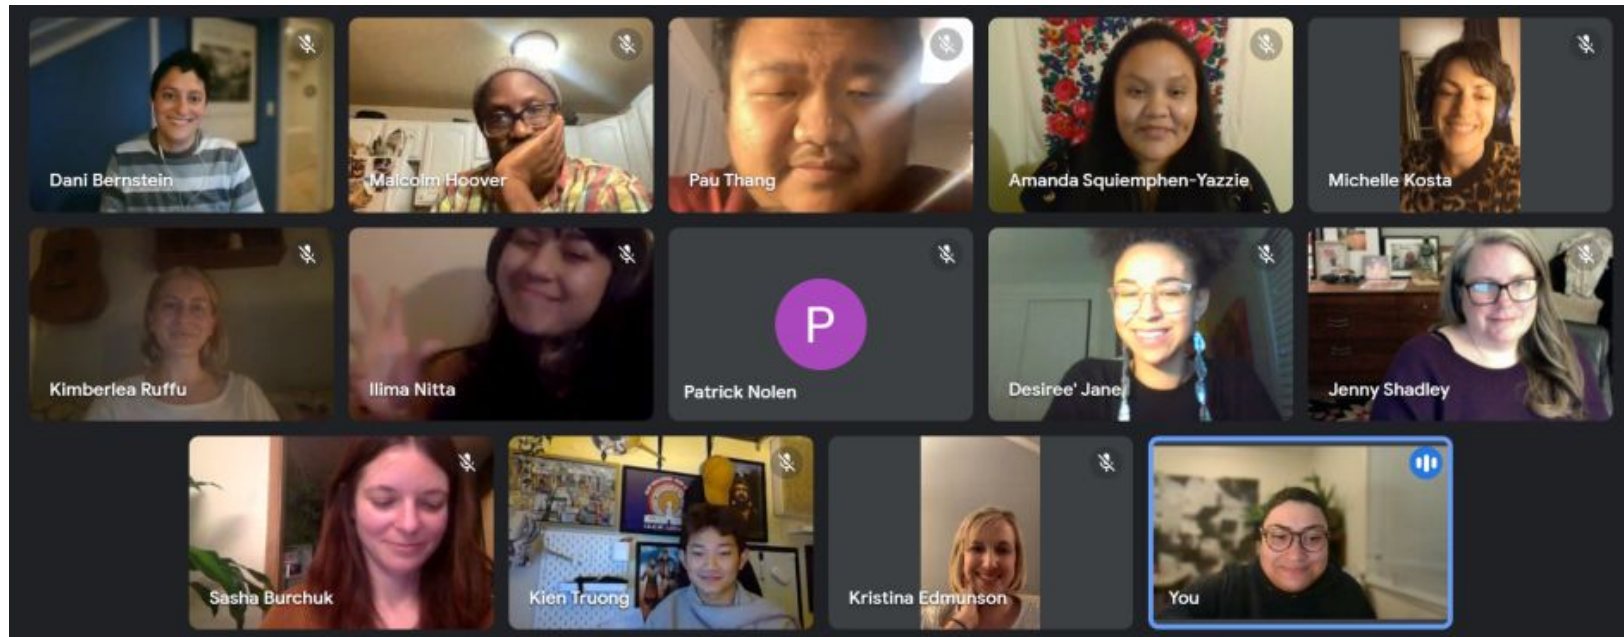 Dani Bernstein
Malcolm Hoover
Pau Thang
Amanda Squiemphen-Yazzie
Michelle Kosta
Kimberlea Ruffu
Ilima Nitta
P
Patrick Nolen
Desiree' Jane
Jenny Shadley
Sasha Burchuk
Kien Truong
Kristina Edmunson
You